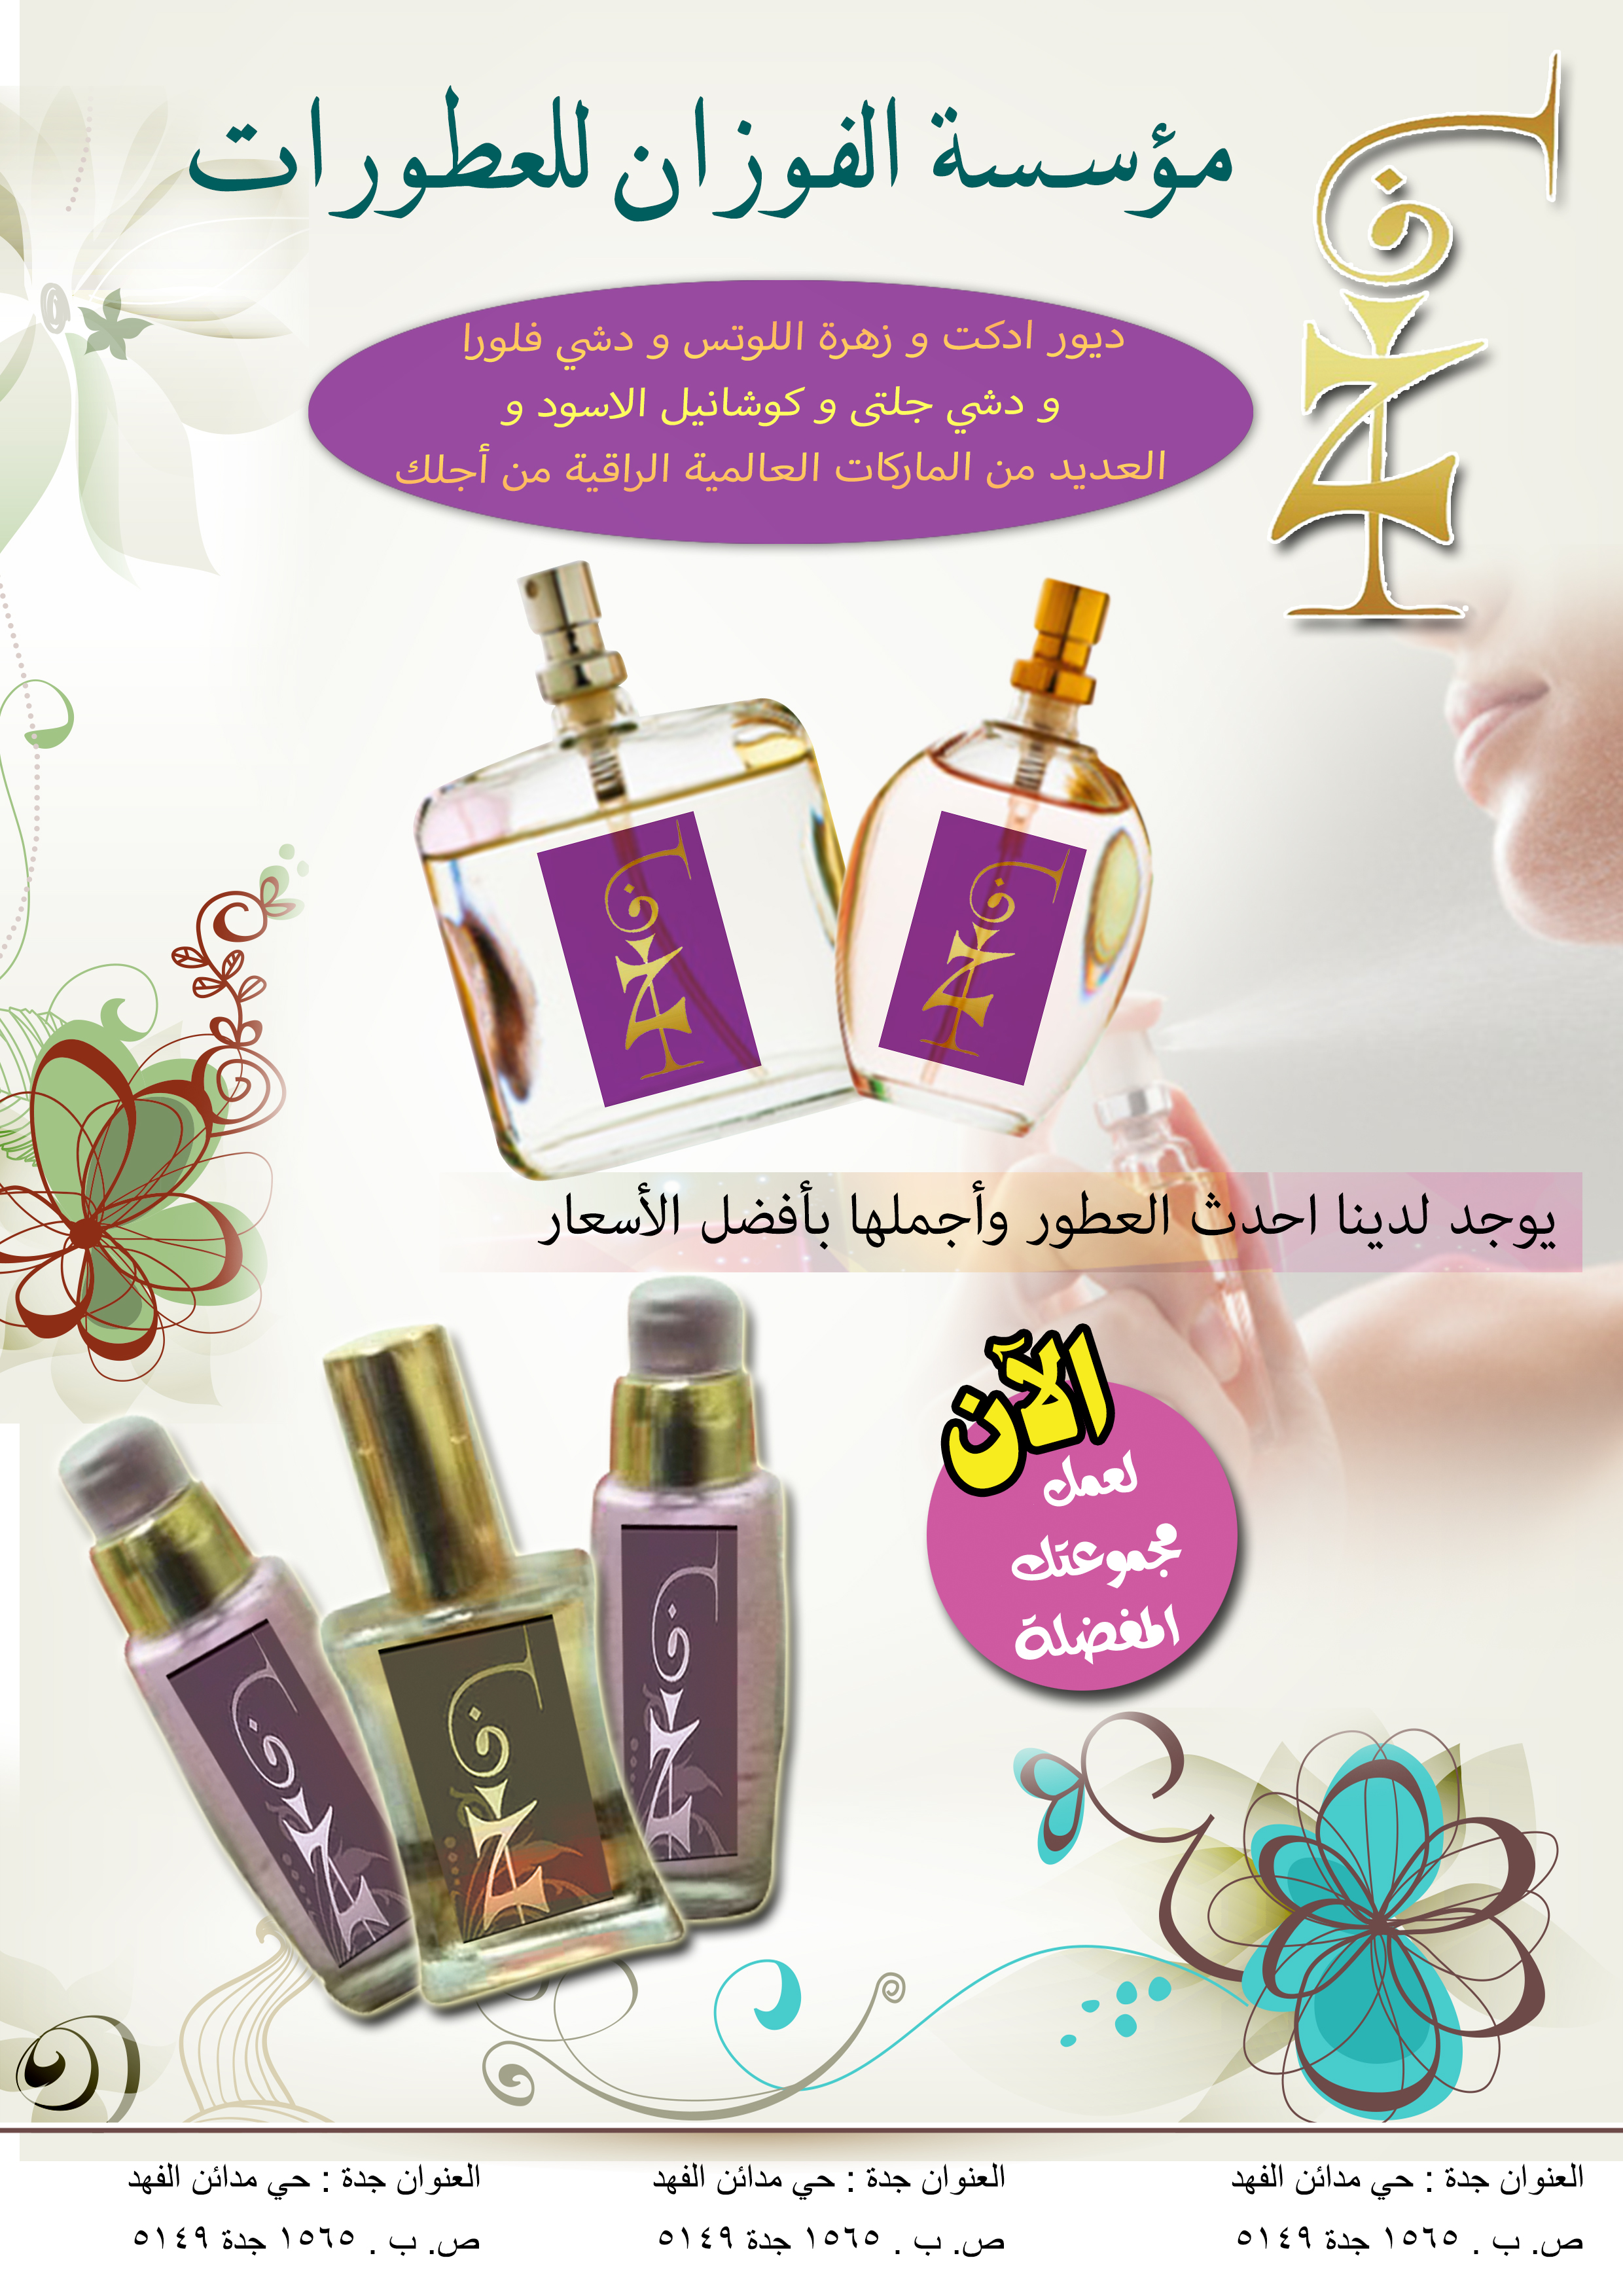 مؤسسة الفوزان للعطورات
ديور ادكت و زهرة اللوتس و دشي فلورا
و دشي جلتى و كوشانيل الاسود و
العديد من الماركات العالمية الراقية من أجلك
يوجد لدينا احدث العطور وأجملها بأفضل الأسعار
الآن
لعمك
مجموعتك
المفضلة
العنوان جدة : حي مدائن الفهد
ص. ب . ١٥٦٥ جدة ٥١٤٩
العنوان جدة : حي مدائن الفهد
ص. ب . ١٥٦٥ جدة ٥١٤٩
العنوان جدة : حي مدائن الفهد
ص. ب . ١٥٦٥ جدة ٥١٤٩